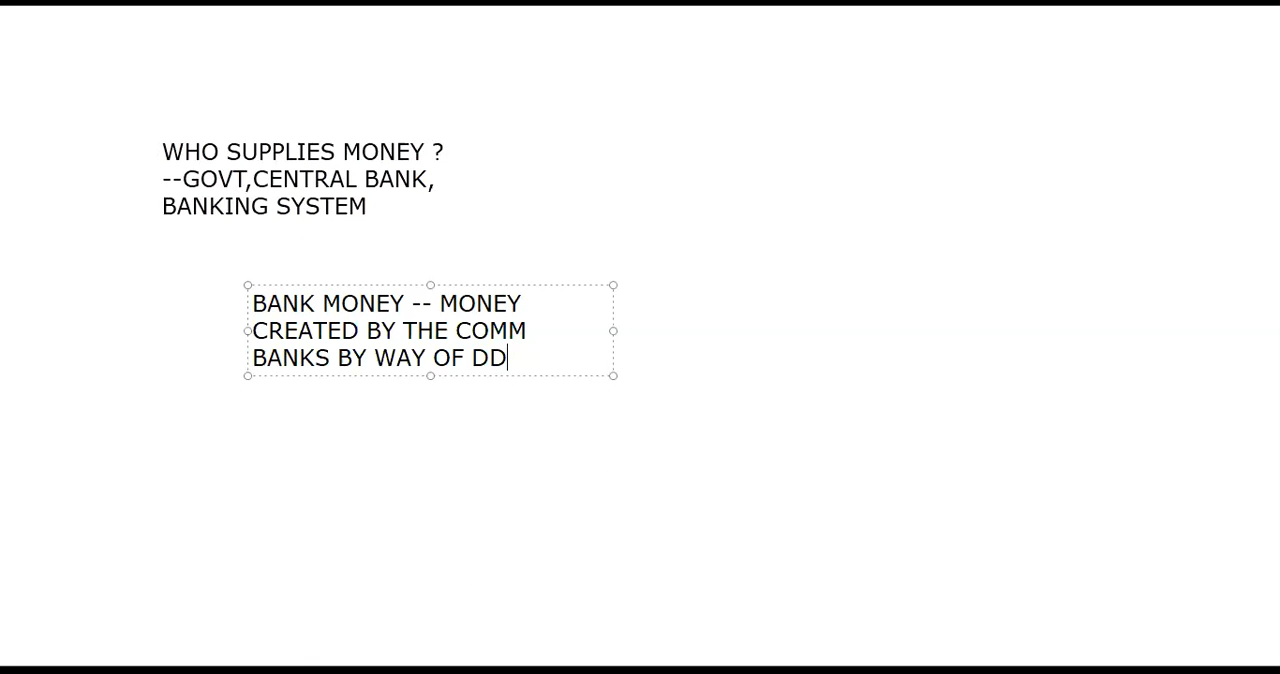 WHO SUPPLIES MONEY ?
--GOVT,CENTRAL BANK,
BANKING SYSTEM
BANK MONEY -- MONEY
CREATED BY THE COMM
BANKS BY WAY OF DD